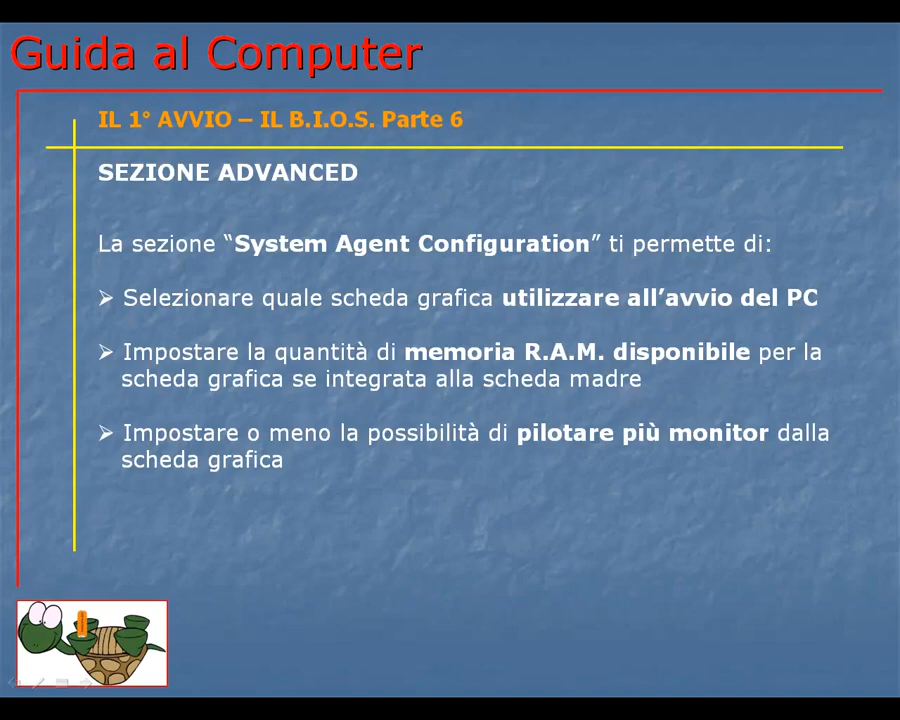 Guida al Computer
IL 1° AVVIO – IL B.I.O.S. Parte 6
SEZIONE ADVANCED
La sezione “System Agent Configuration” ti permette di:
➢ Selezionare quale scheda grafica utilizzare all’avvio del PC
➢ Impostare la quantità di memoria R.A.M. disponibile per la
scheda grafica se integrata alla scheda madre
➢ Impostare o meno la possibilità di pilotare più monitor dalla
scheda grafica